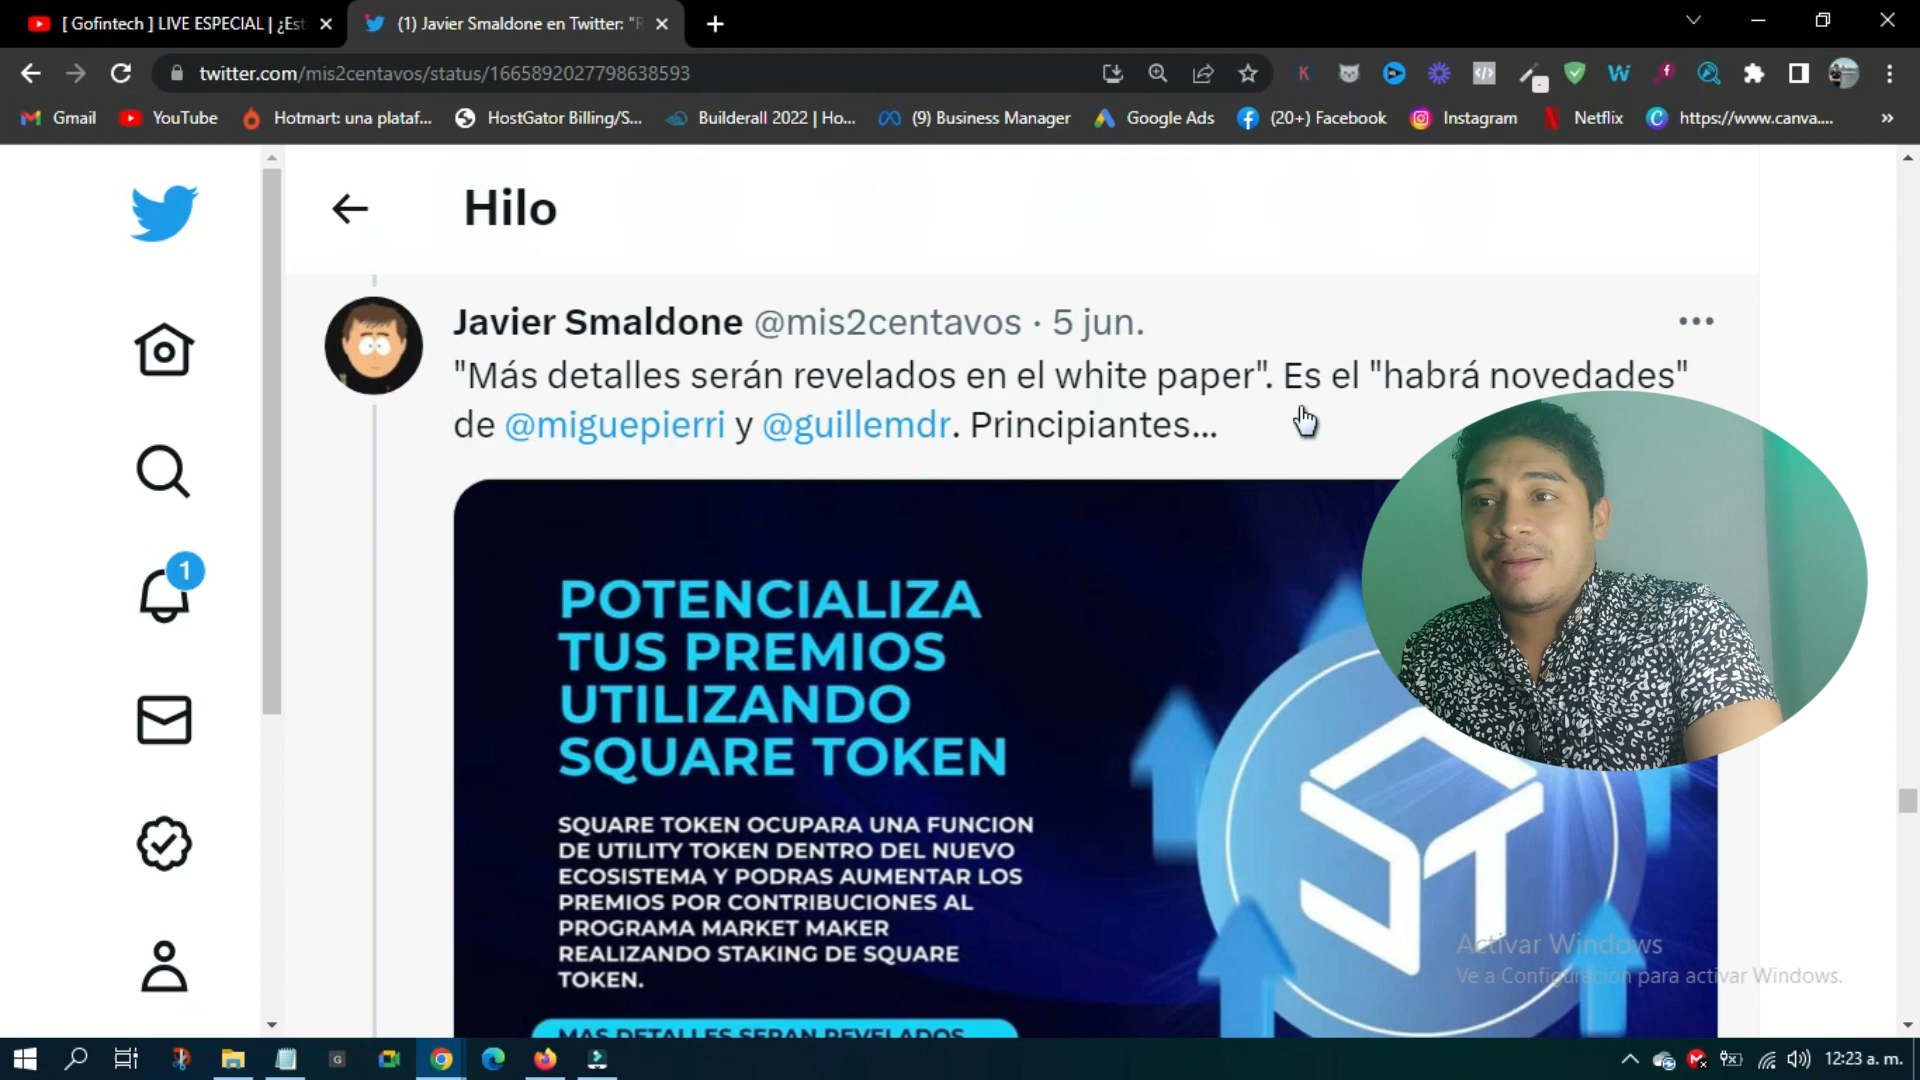 [ Gofintech ] LIVE ESPECIAL | ¿Est
(1) Javier Smaldone en Twitter: "R
twitter.com/mis2centavos/status/1665892027798638593
Gmail
YouTube
Hotmart: una plataf...
HostGator Billing/S...
Builderall 2022 | Ho...
(9) Business Manager
Google Ads
(20+) Facebook
Instagram
Netflix
https://www.canva....
»
Hilo
Javier Smaldone @mis2centavos · 5 jun.
"Más detalles serán revelados en el white paper". Es el "habrá novedades"
de @miguepierri y @guillemdr. Principiantes...
1
POTENCIALIZA
TUS PREMIOS
UTILIZANDO
SQUARE TOKEN
SQUARE TOKEN OCUPARA UNA FUNCION
DE UTILITY TOKEN DENTRO DEL NUEVO
ECOSISTEMA Y PODRAS AUMENTAR LOS
PREMIOS POR CONTRIBUCIONES AL
PROGRAMA MARKET MAKER
REALIZANDO STAKING DE SQUARE
TOKEN.
MAS DETALLES SERAN REVELADOS
Activar Windows
Ve a Configuración para activar Windows.
12:23 a. m.